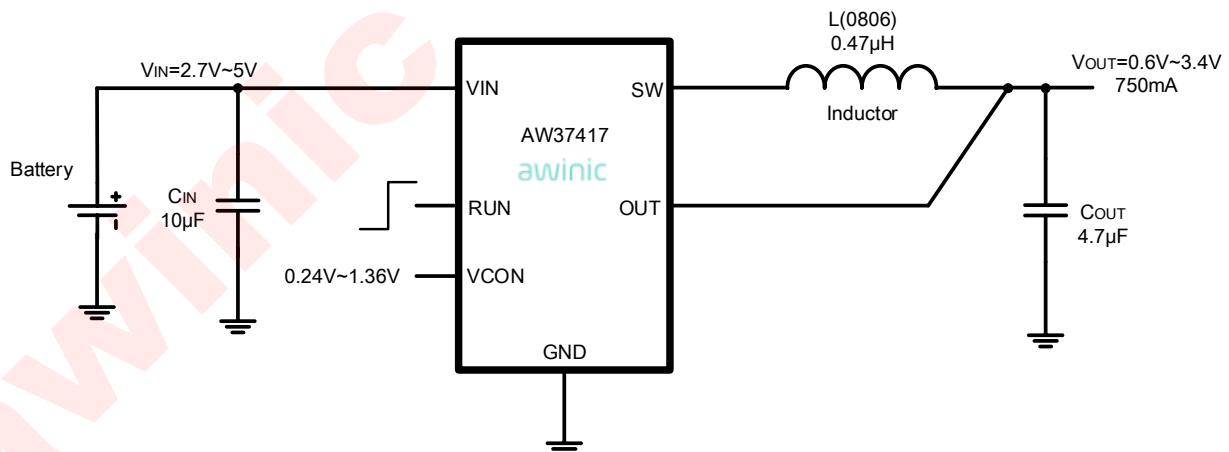 L(0806)
0.47µH
VIN=2.7V~5V
VOUT=0.6V~3.4V
750mA
VIN
SW
Inductor
AW37417
awinic
Battery
+
-
CIN
10µF
RUN
OUT
COUT
4.7µF
0.24V~1.36V
VCON
GND
awinic